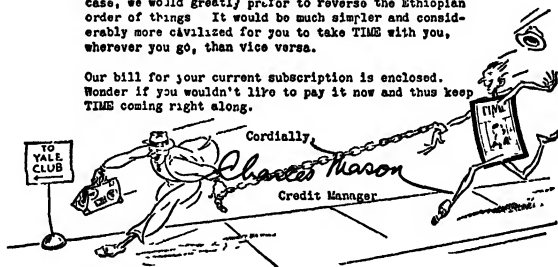 case, we would greatly prefer to reverse the Ethiopian
order of things It would be much simpler and consid-
erably more civilized for you to take TIME with you,
wherever you go, than vice versa.
Our bill for your current subscription is enclosed.
Wonder if you wouldn't like to pay it now and thus keep
TIME coming right along.
Cordially,
Charles Mason
Credit Manager
TO
YALE
CLUB
TIME